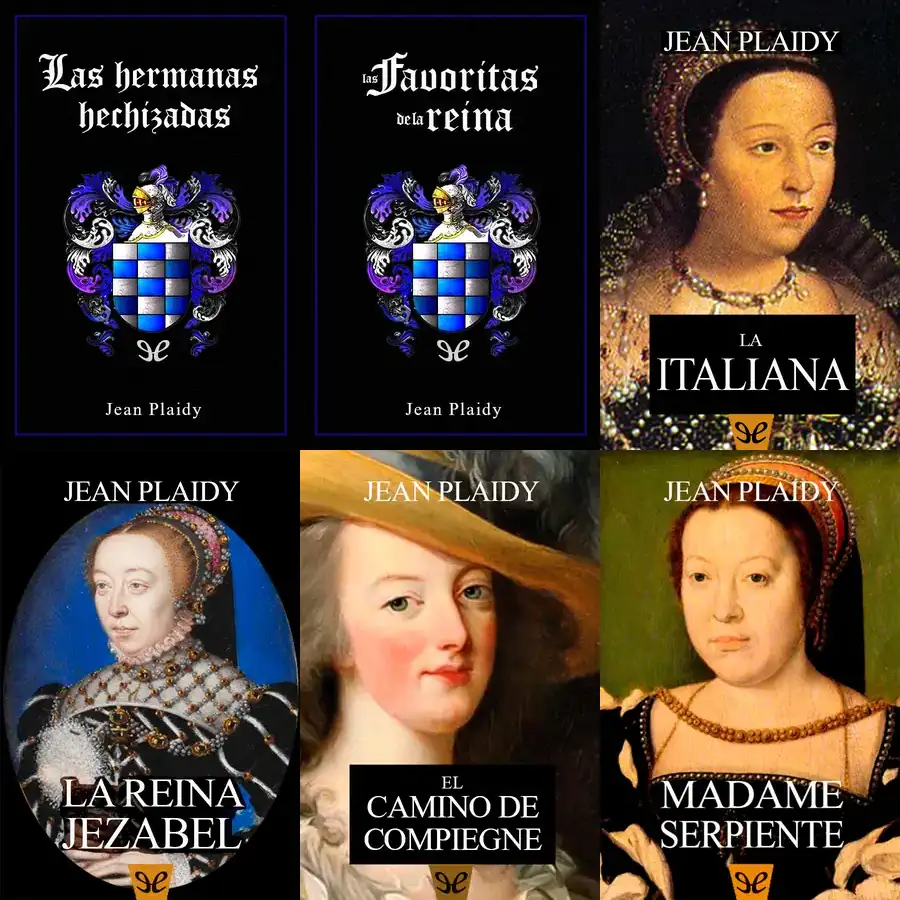 Las hermanas
hechizadas
Jean Plaidy
las Favoritas
de la reina
Jean Plaidy
JEAN PLAIDY
LA
ITALIANA
JEAN PLAIDY
LA REINA
JEZABEL
JEAN PLAIDY
EL
CAMINO DE
COMPIEGNE
JEAN PLAIDY
MADAME
SERPIENTE